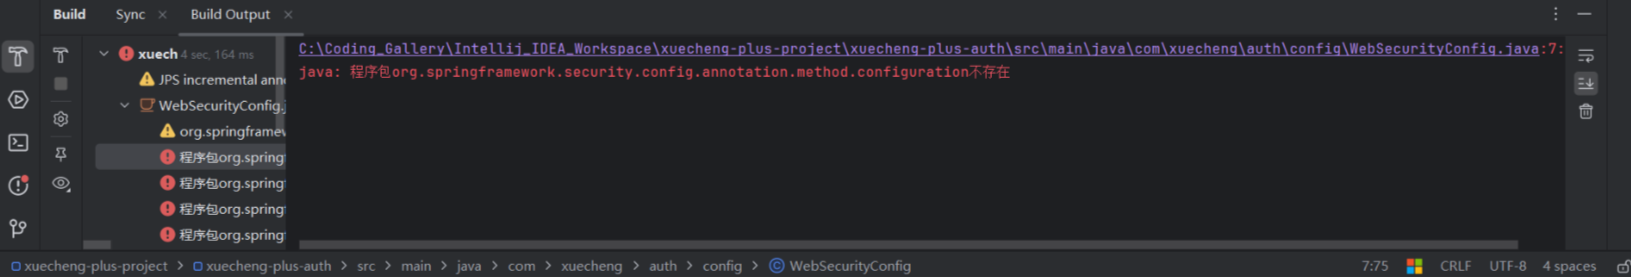 Build Sync Build Output
xuech 4 sec, 164 ms
JPS incremental anno
WebSecurityConfig.
org.springframew
程序包org.spring
程序包org.spring
程序包org.spring
程序包org.spring
C:\Coding_Gallery\Intellij_IDEA_Workspace\xuecheng-plus-project\xuecheng-plus-auth\src\main\java\com\xuecheng\auth\config\WebSecurityConfig.java:7:
java: 程序包org.springframework.security.config.annotation.method.configuration不存在
xuecheng-plus-project > xuecheng-plus-auth > src > main > java > com > xuecheng > auth > config > WebSecurityConfig 7:75 CRLF UTF-8 4 spaces